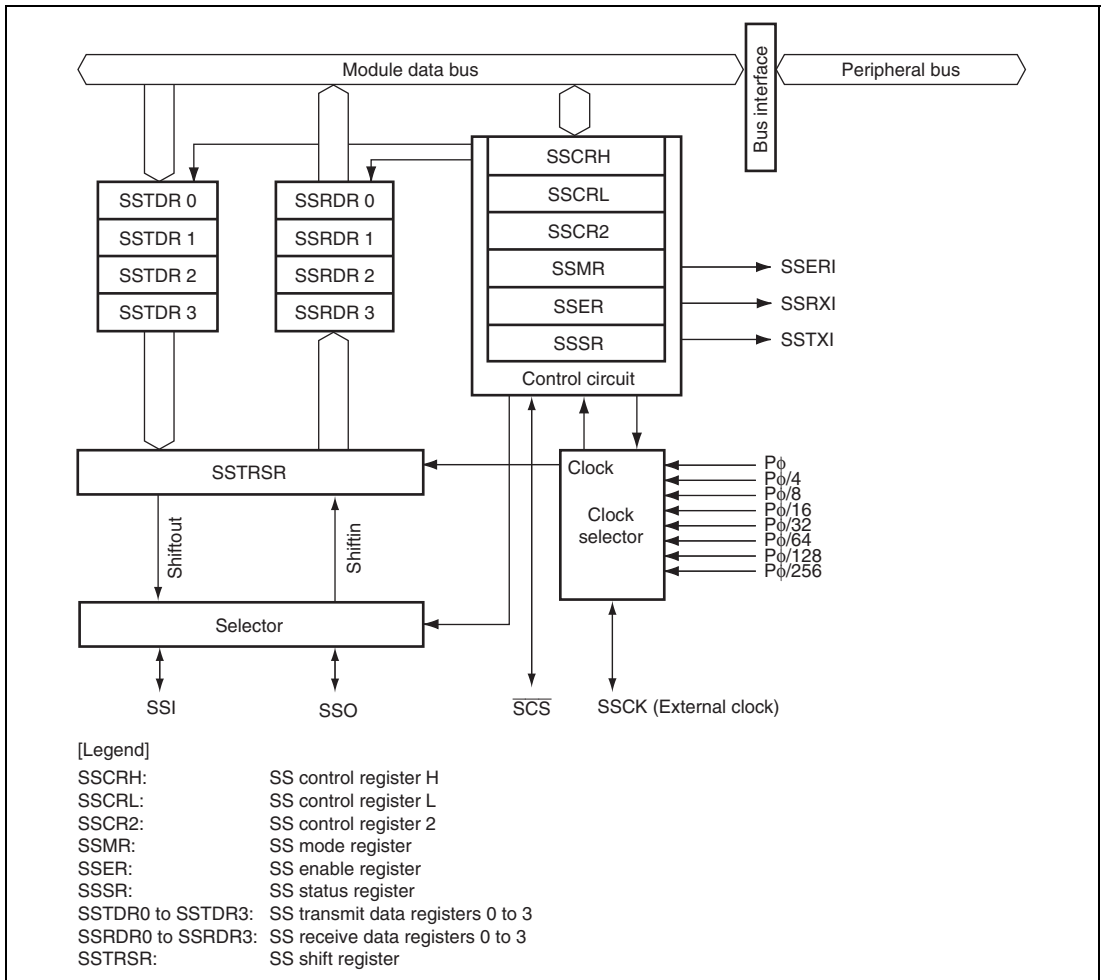 Module data bus
Bus interface
Peripheral bus
SSTDR 0
SSTDR 1
SSTDR 2
SSTDR 3
SSRDR 0
SSRDR 1
SSRDR 2
SSRDR 3
SSCRH
SSCRL
SSCR2
SSMR
SSER
SSSR
Control circuit
SSERI
SSRXI
SSTXI
SSTRSR
Clock
Clock
selector
Pϕ
Pϕ/4
Pϕ/8
Pϕ/16
Pϕ/32
Pϕ/64
Pϕ/128
Pϕ/256
Shiftout
Shiftin
Selector
SSI
SSO
SCS
SSCK (External clock)
[Legend]
SSCRH: SS control register H
SSCRL: SS control register L
SSCR2: SS control register 2
SSMR: SS mode register
SSER: SS enable register
SSSR: SS status register
SSTDR0 to SSTDR3: SS transmit data registers 0 to 3
SSRDR0 to SSRDR3: SS receive data registers 0 to 3
SSTRSR: SS shift register